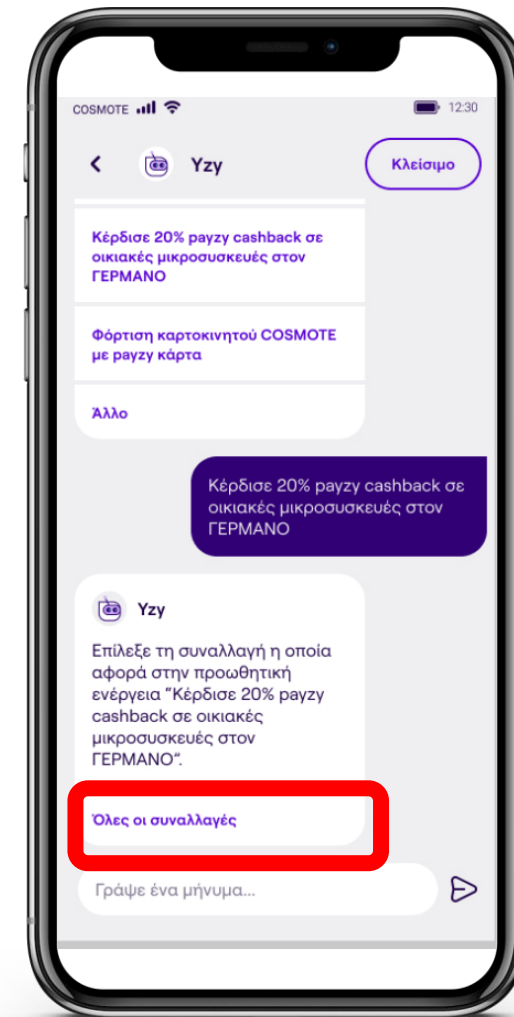 COSMOTE 12:30
Yzy Κλείσιμο
Κέρδισε 20% payzy cashback σε
οικιακές μικροσυσκευές στον
ΓΕΡΜΑΝΟ
Φόρτιση καρτοκινητού COSMOTE
με payzy κάρτα
Άλλο
Κέρδισε 20% payzy cashback σε
οικιακές μικροσυσκευές στον
ΓΕΡΜΑΝΟ
Yzy
Επίλεξε τη συναλλαγή η οποία
αφορά στην προωθητική
ενέργεια “Κέρδισε 20% payzy
cashback σε οικιακές
μικροσυσκευές στον
ΓΕΡΜΑΝΟ”.
Όλες οι συναλλαγές
Γράψε ένα μήνυμα...